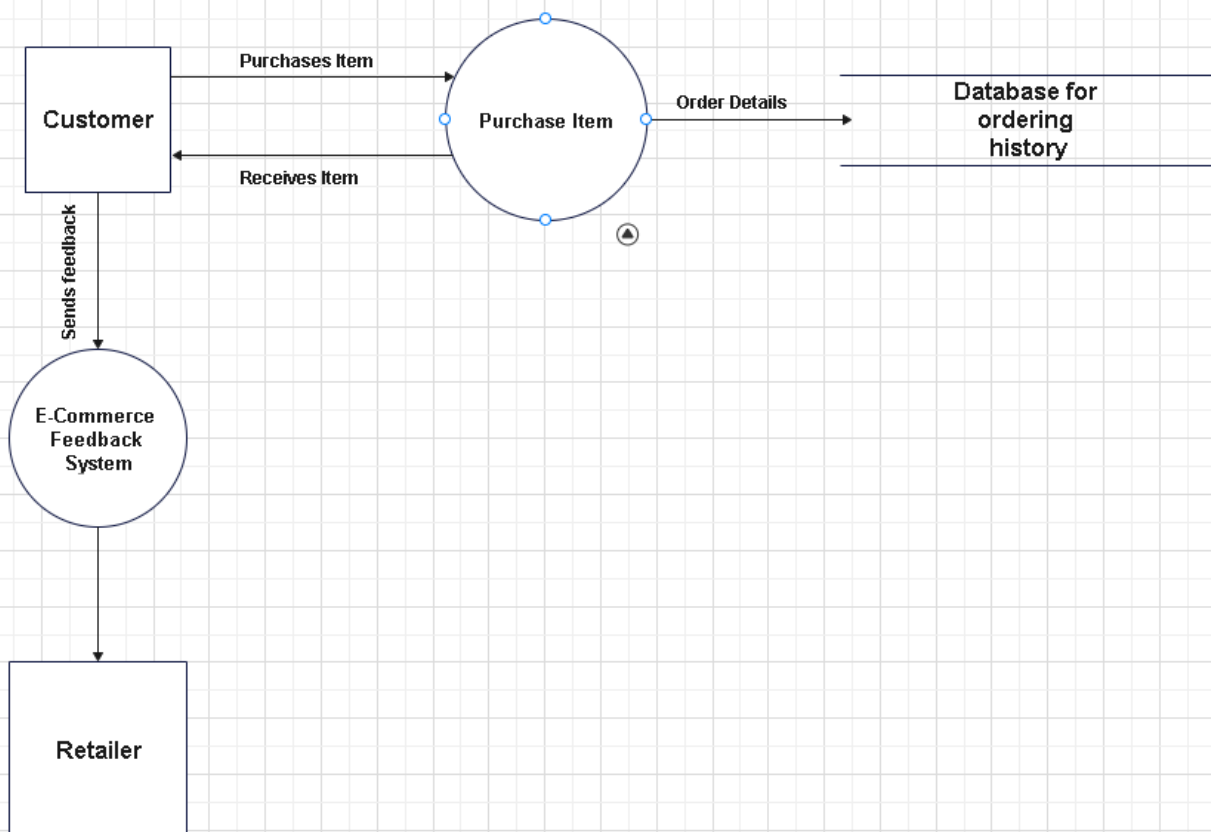 Purchases Item
Customer
Purchase Item
Order Details
Database for
ordering
history
Receives Item
Sends feedback
E-Commerce
Feedback
System
Retailer